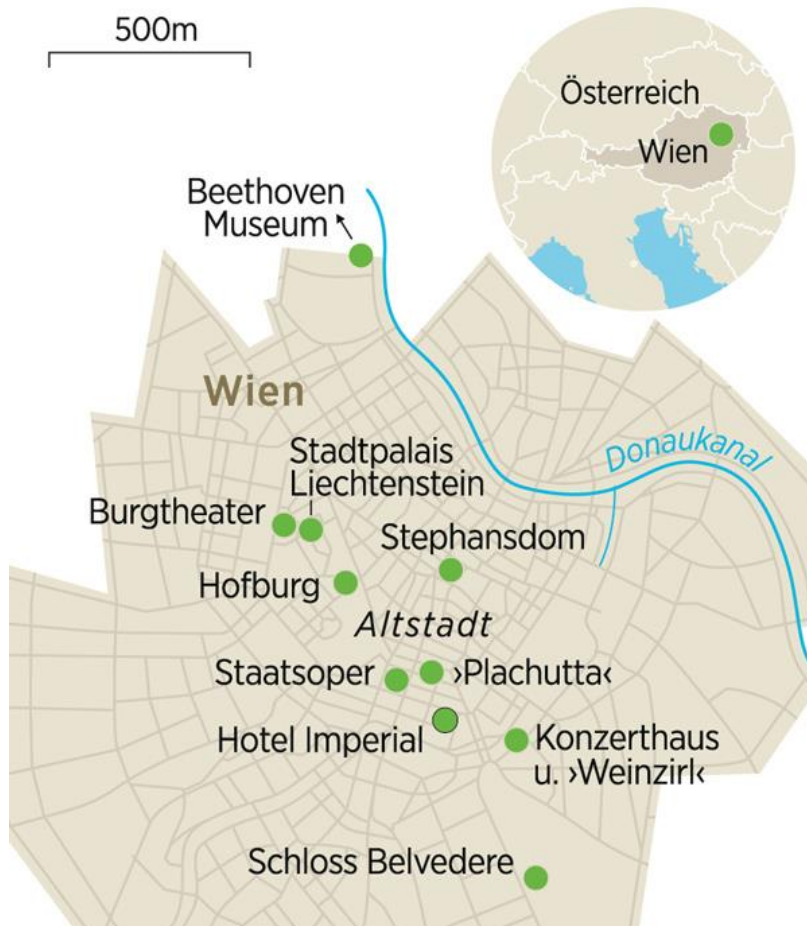 500m
Österreich
Wien
Beethoven
Museum
Wien
Donaukanal
Stadtpalais
Liechtenstein
Burgtheater
Stephansdom
Hofburg
Altstadt
Staatsoper
›Plachutta‹
Hotel Imperial
Konzerthaus
u. ›Weinzirl‹
Schloss Belvedere